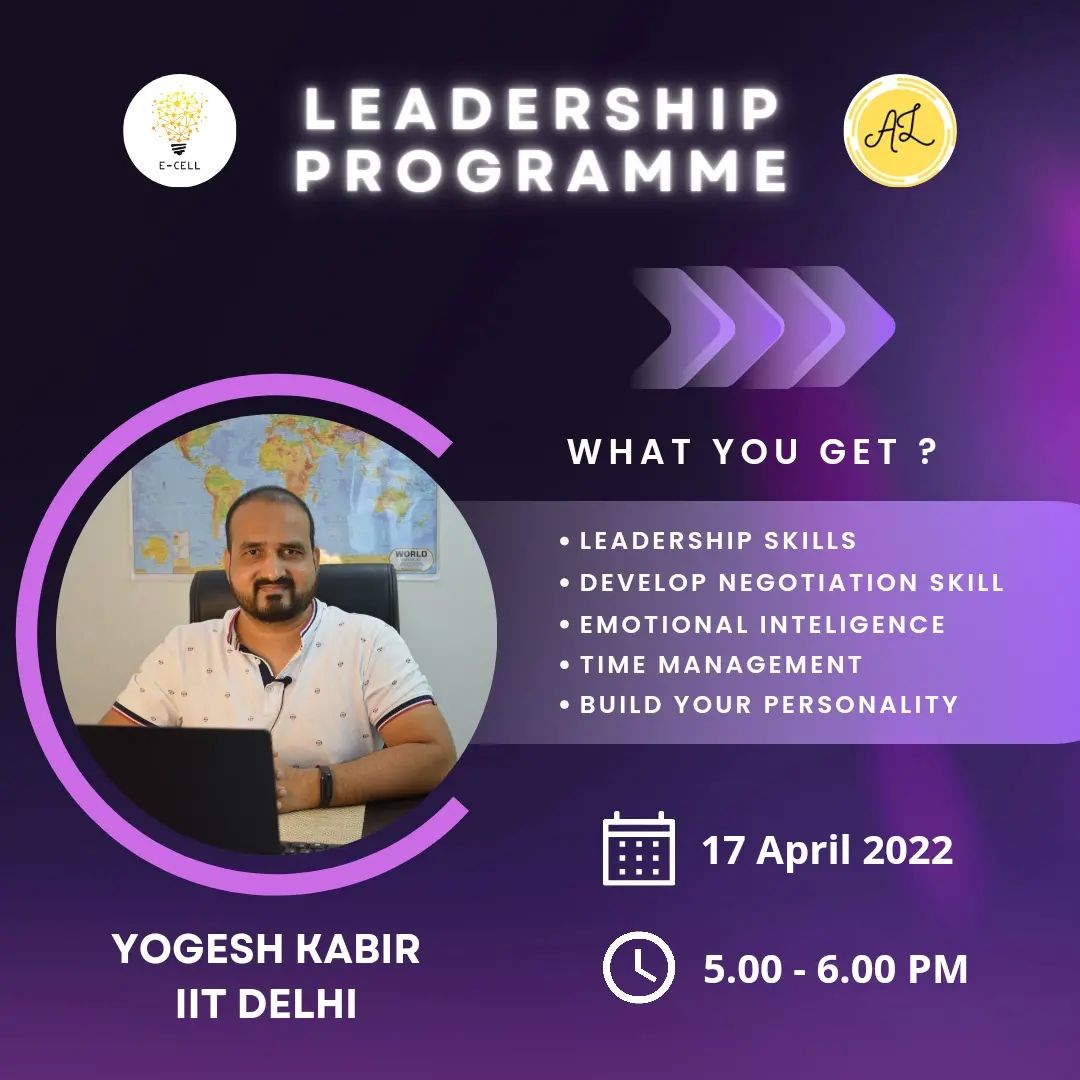 E-CELL
LEADERSHIP
PROGRAMME
AL
WHAT YOU GET ?
• LEADERSHIP SKILLS
• DEVELOP NEGOTIATION SKILL
• EMOTIONAL INTELIGENCE
• TIME MANAGEMENT
• BUILD YOUR PERSONALITY
WORLD
17 April 2022
5.00 - 6.00 PM
YOGESH KABIR
IIT DELHI